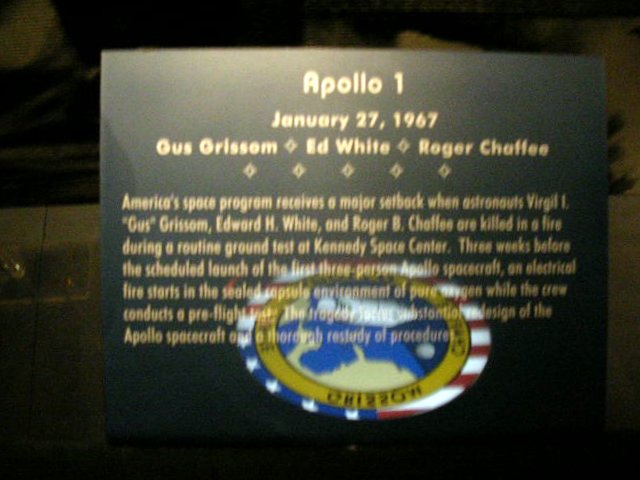 Apollo 1
January 27, 1967
Gus Grissom ⟡ Ed White ⟡ Roger Chaffee
America's space program receives a major setback when astronauts Virgil I.
"Gus" Grissom, Edward H. White, and Roger B. Chaffee are killed in a fire
during a routine ground test at Kennedy Space Center. Three weeks before
the scheduled launch of the first three-person Apollo spacecraft, an electrical
fire starts in the sealed capsule environment of pure oxygen while the crew
conducts a pre-flight test. The tragedy forces substantial redesign of the
Apollo spacecraft and a thorough restudy of procedure
GRISSOM